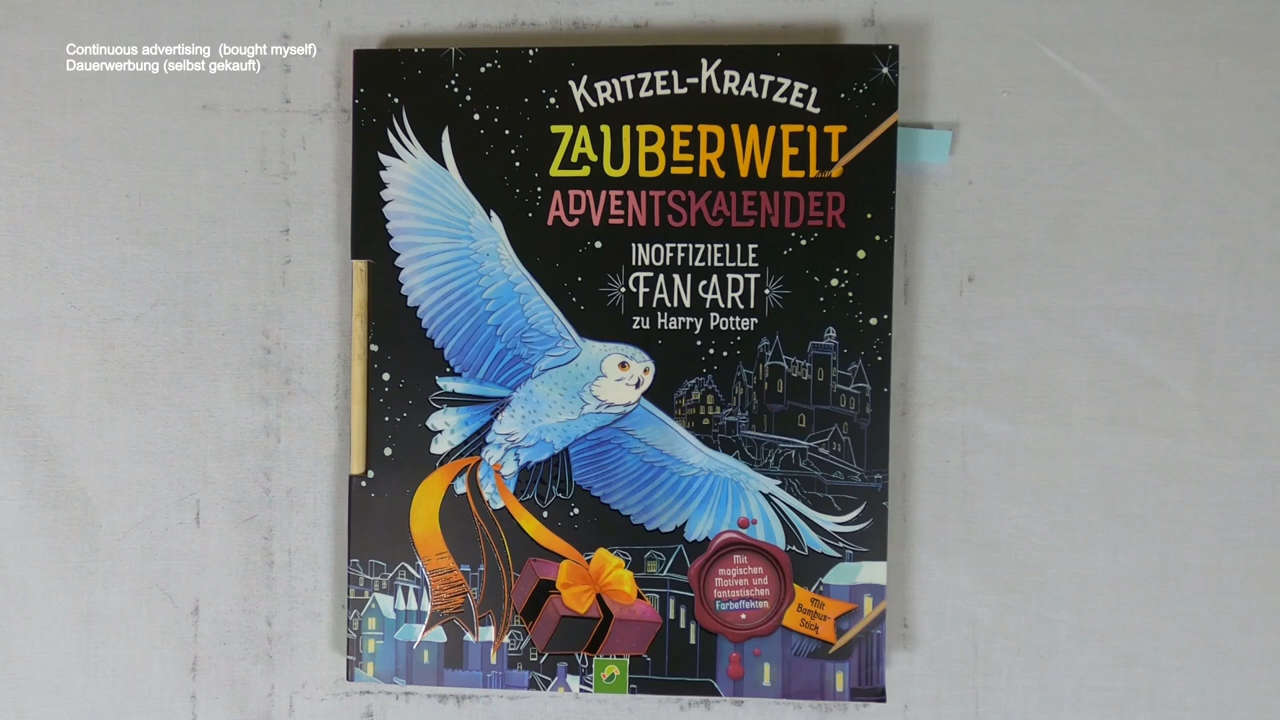 Continuous advertising (bought myself)
Dauerwerbung (selbst gekauft)
KRITZEL-KRATZEL
ZAUBERWELT
ADVENTSKALENDER
INOFFIZIELLE
FAN ART
zu Harry Potter
Mit
magischen
Motiven und
fantastischen
Farbeffekten
Mit
Bambus-
Stick